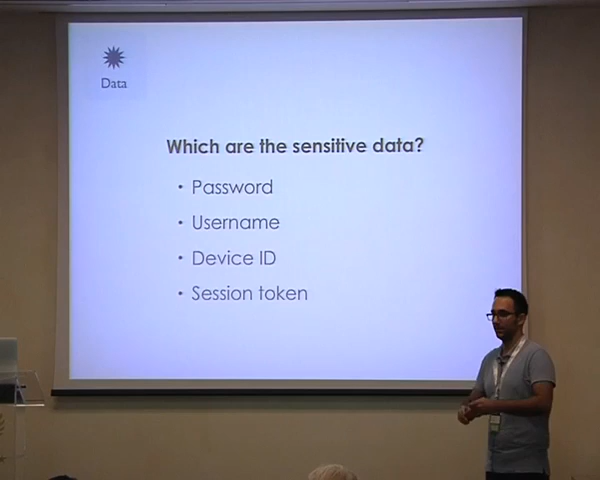 Data
Which are the sensitive data?
• Password
• Username
• Device ID
• Session token